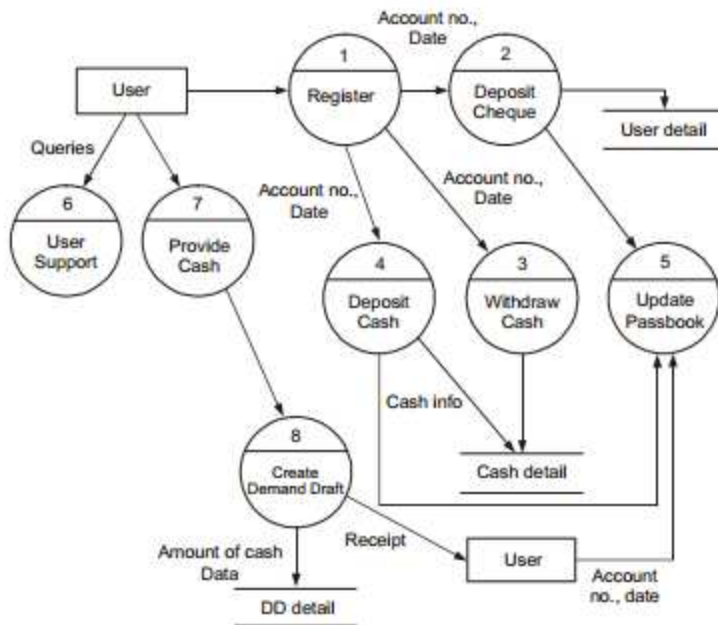 Account no.,
Date
1
Register
2
Deposit
Cheque
User
User detail
Queries
Account no.,
Date
Account no.,
Date
6
User
Support
7
Provide
Cash
4
Deposit
Cash
3
Withdraw
Cash
5
Update
Passbook
Cash info
8
Create
Demand Draft
Cash detail
Receipt
Amount of cash
Data
User
Account
no., date
DD detail